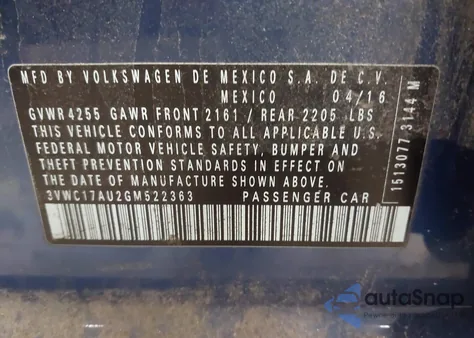 MFD BY VOLKSWAGEN DE MEXICO S.A. DE C.V.
MEXICO 04/16
GVWR 4255 GAWR FRONT 2161 / REAR 2205 LBS
THIS VEHICLE CONFORMS TO ALL APPLICABLE U.S.
FEDERAL MOTOR VEHICLE SAFETY, BUMPER AND
THEFT PREVENTION STANDARDS IN EFFECT ON THE
DATE OF MANUFACTURE SHOWN ABOVE.
3VWC17AU2GM522363 PASSENGER CAR
1513077 3144 M
autoSnap